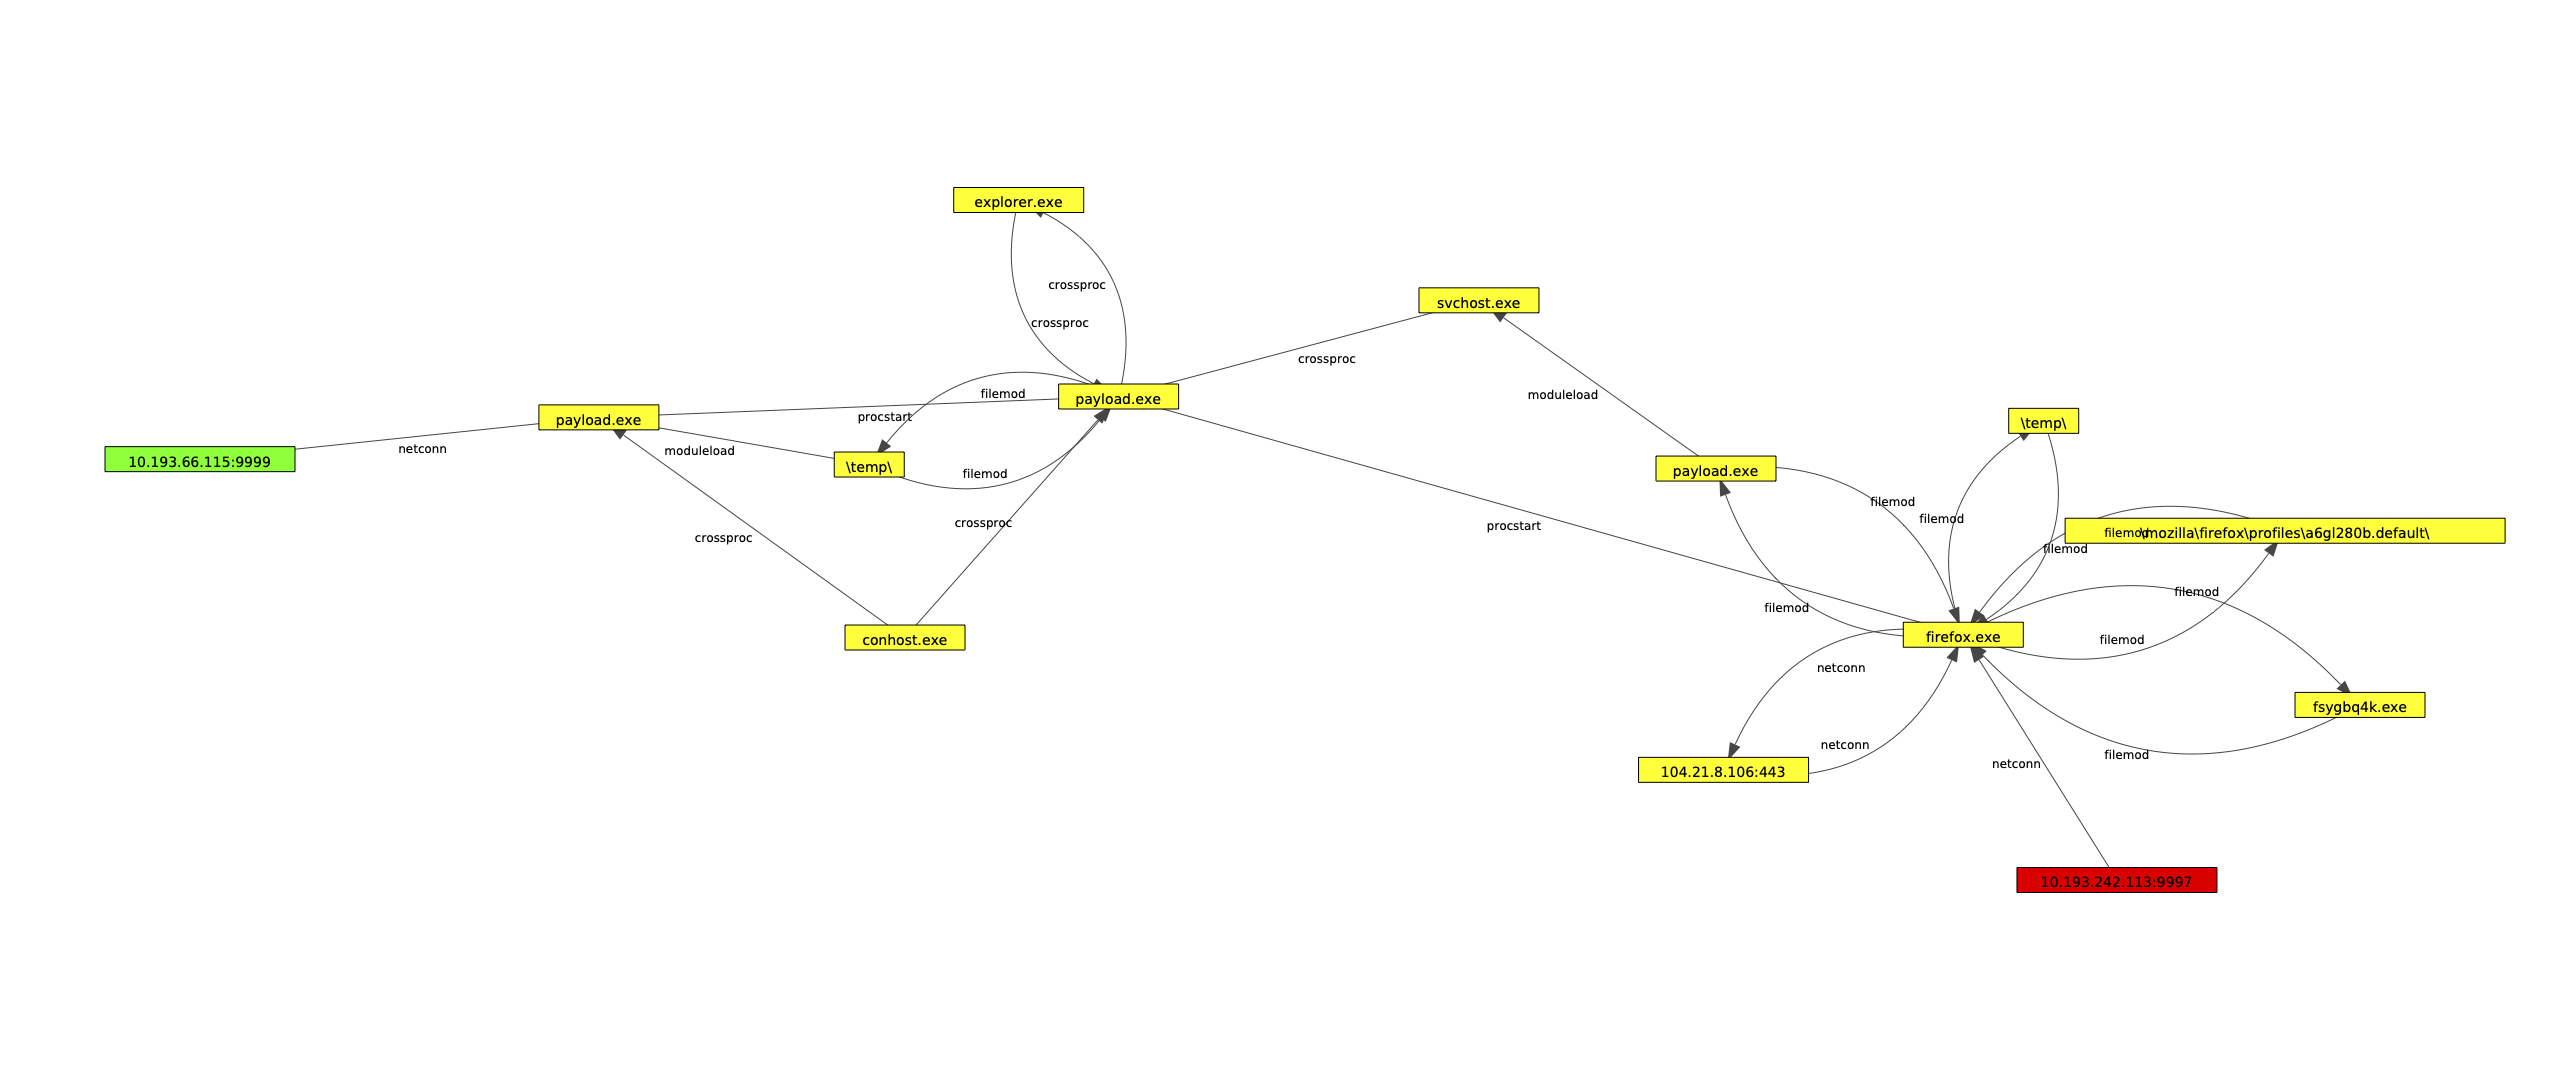 explorer.exe
crossproc
svchost.exe
crossproc
crossproc
moduleload
filemod
payload.exe
payload.exe
procstart
\temp\
netconn
moduleload
10.193.66.115:9999
\temp\
filemod
payload.exe
filemod
filemod
crossproc
procstart
filemod
\mozilla\firefox\profiles\a6gl280b.default\
crossproc
filemod
filemod
filemod
conhost.exe
firefox.exe
filemod
netconn
fsygbq4k.exe
netconn
filemod
netconn
104.21.8.106:443
10.193.242.113:9997